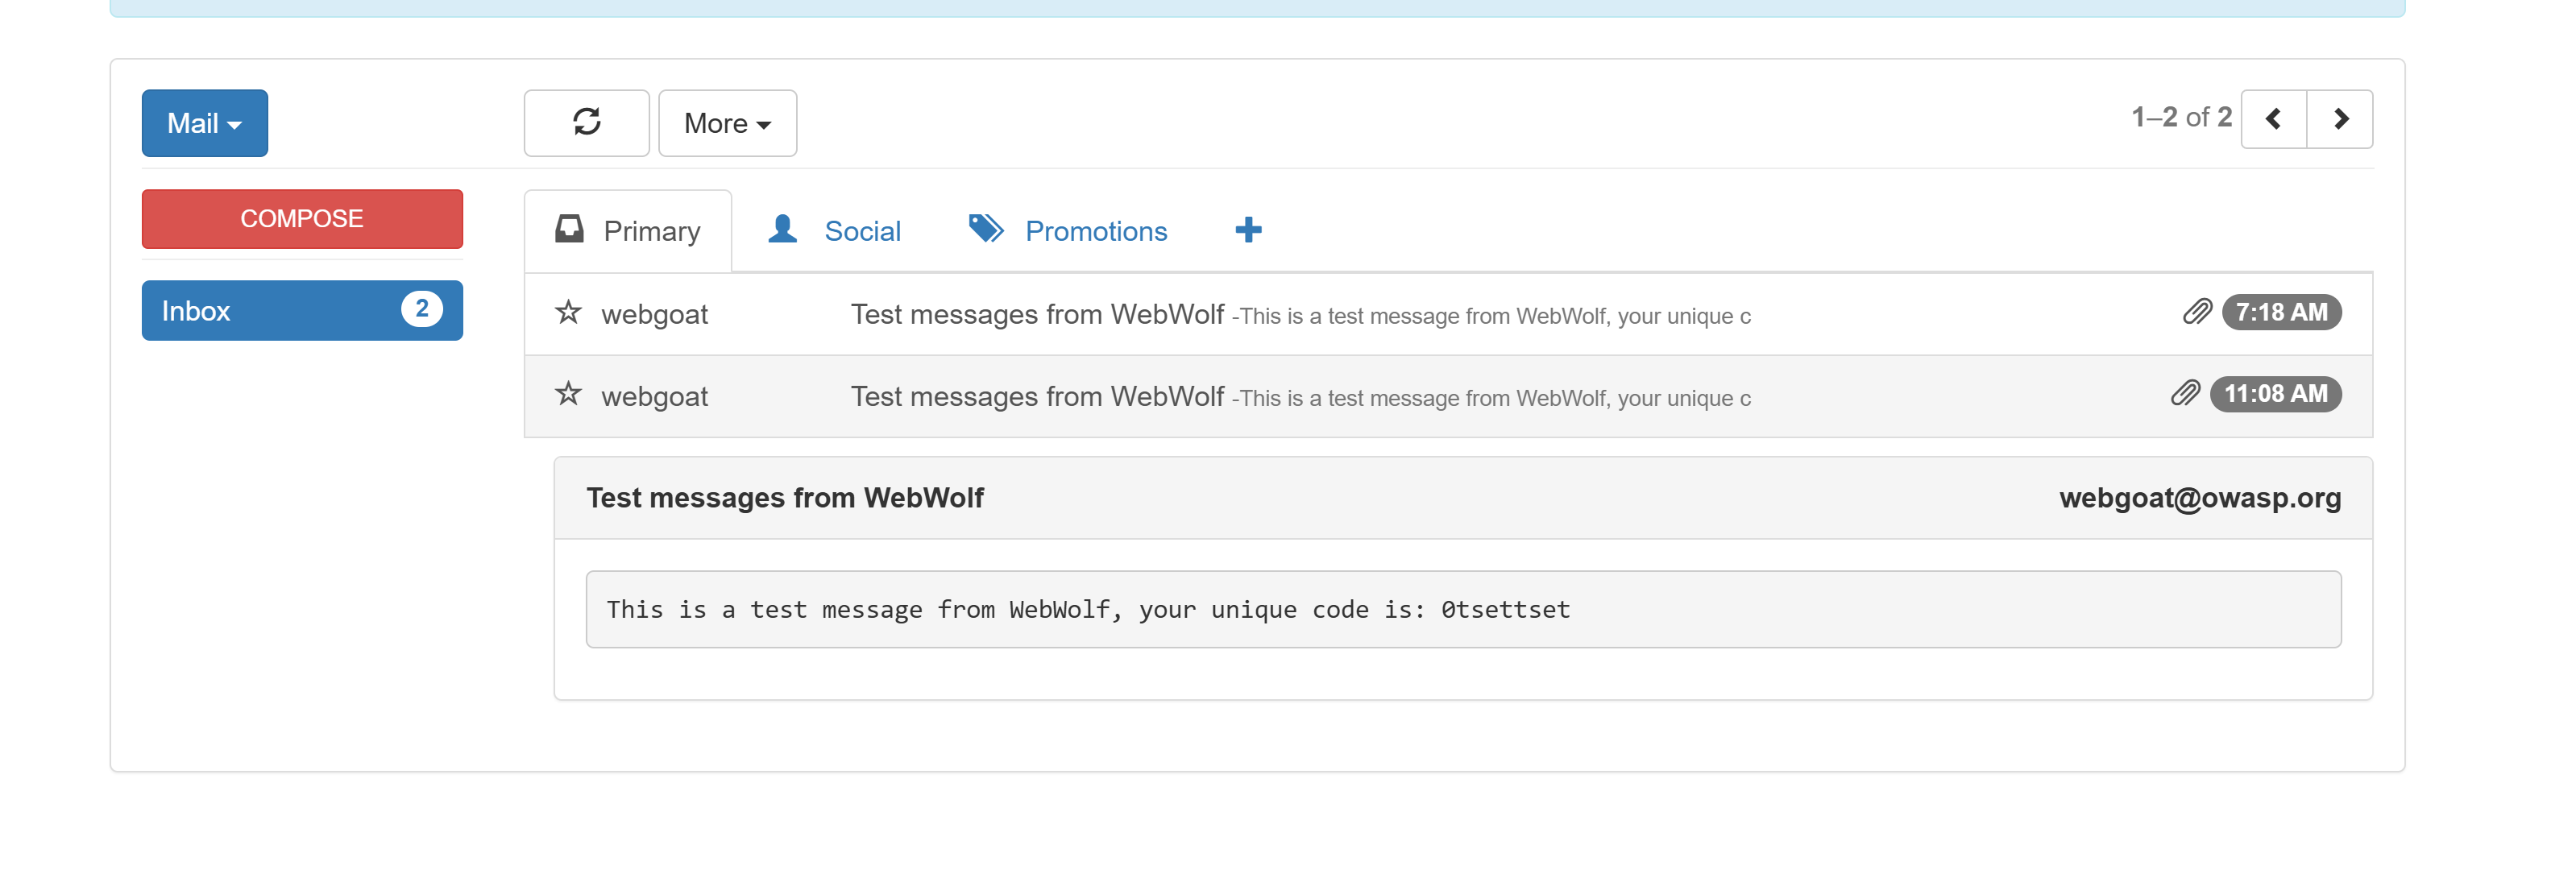 Mail More 1–2 of 2
COMPOSE
Primary Social Promotions
Inbox 2
webgoat Test messages from WebWolf -This is a test message from WebWolf, your unique c 7:18 AM
webgoat Test messages from WebWolf -This is a test message from WebWolf, your unique c 11:08 AM
Test messages from WebWolf webgoat@owasp.org
This is a test message from WebWolf, your unique code is: 0tsettset